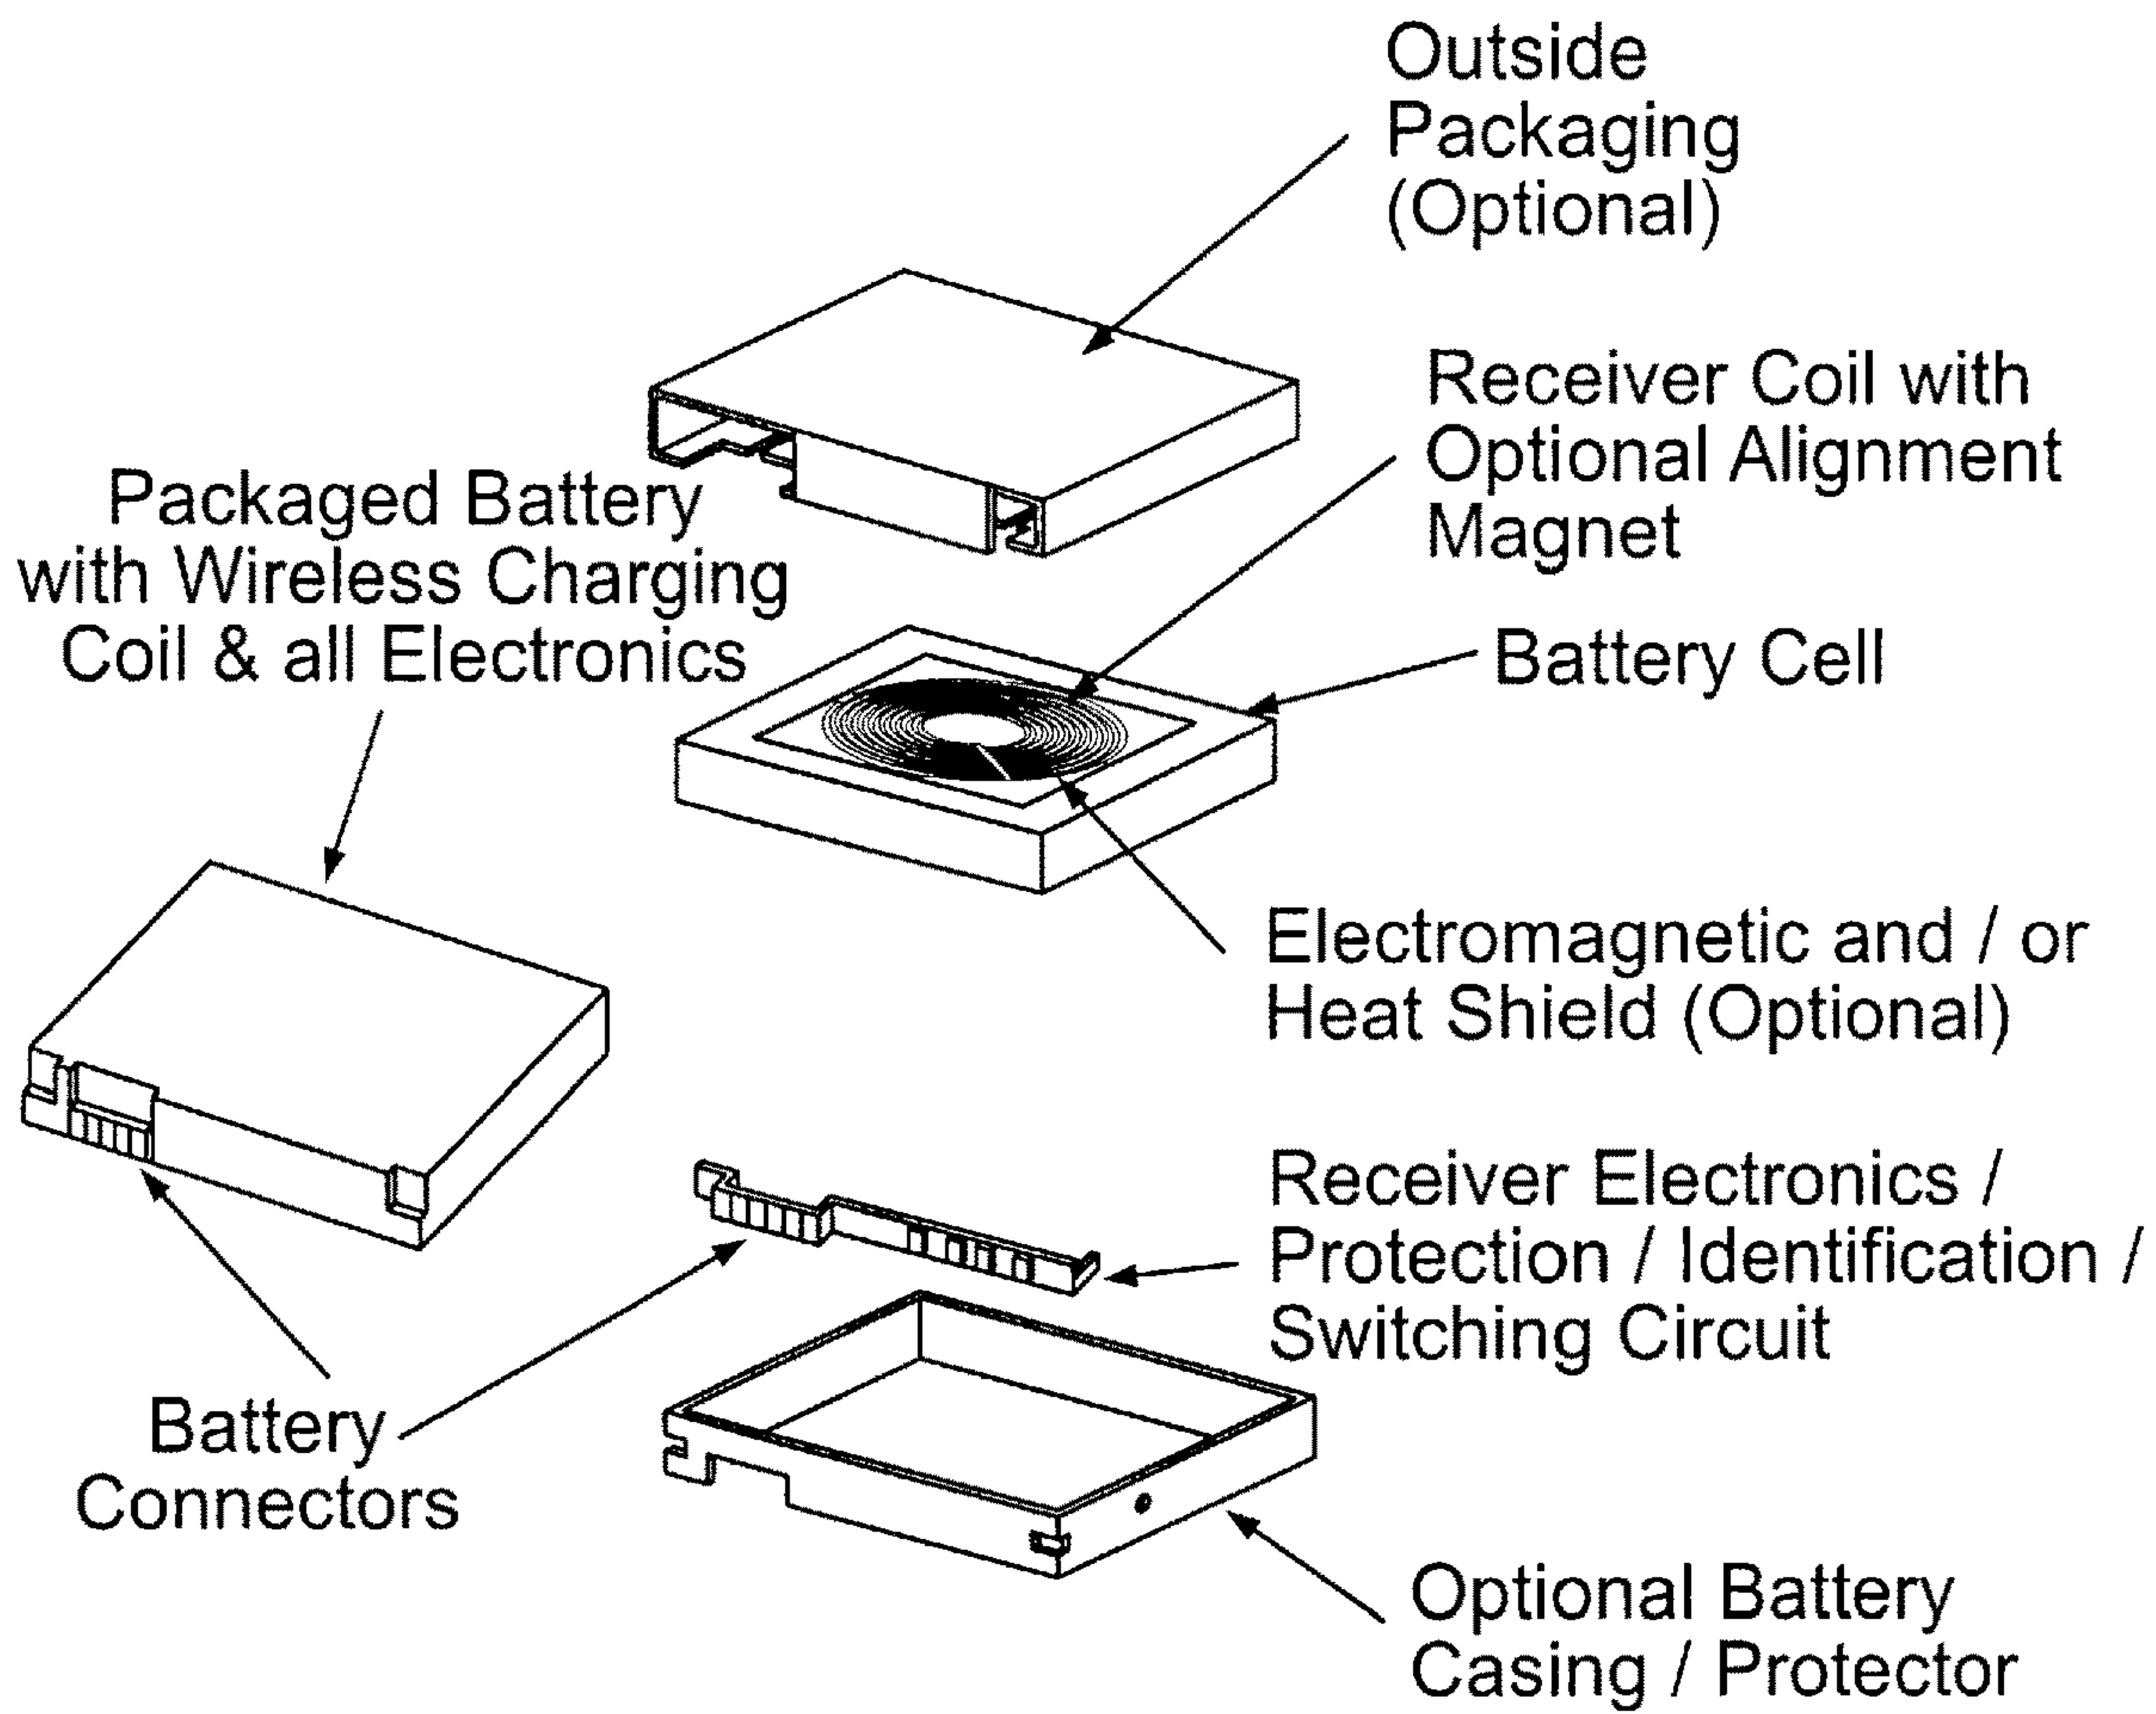 Outside
Packaging
(Optional)
Receiver Coil with
Optional Alignment
Magnet
Packaged Battery
with Wireless Charging
Coil & all Electronics
Battery Cell
Electromagnetic and / or
Heat Shield (Optional)
Receiver Electronics /
Protection / Identification /
Switching Circuit
Battery
Connectors
Optional Battery
Casing / Protector